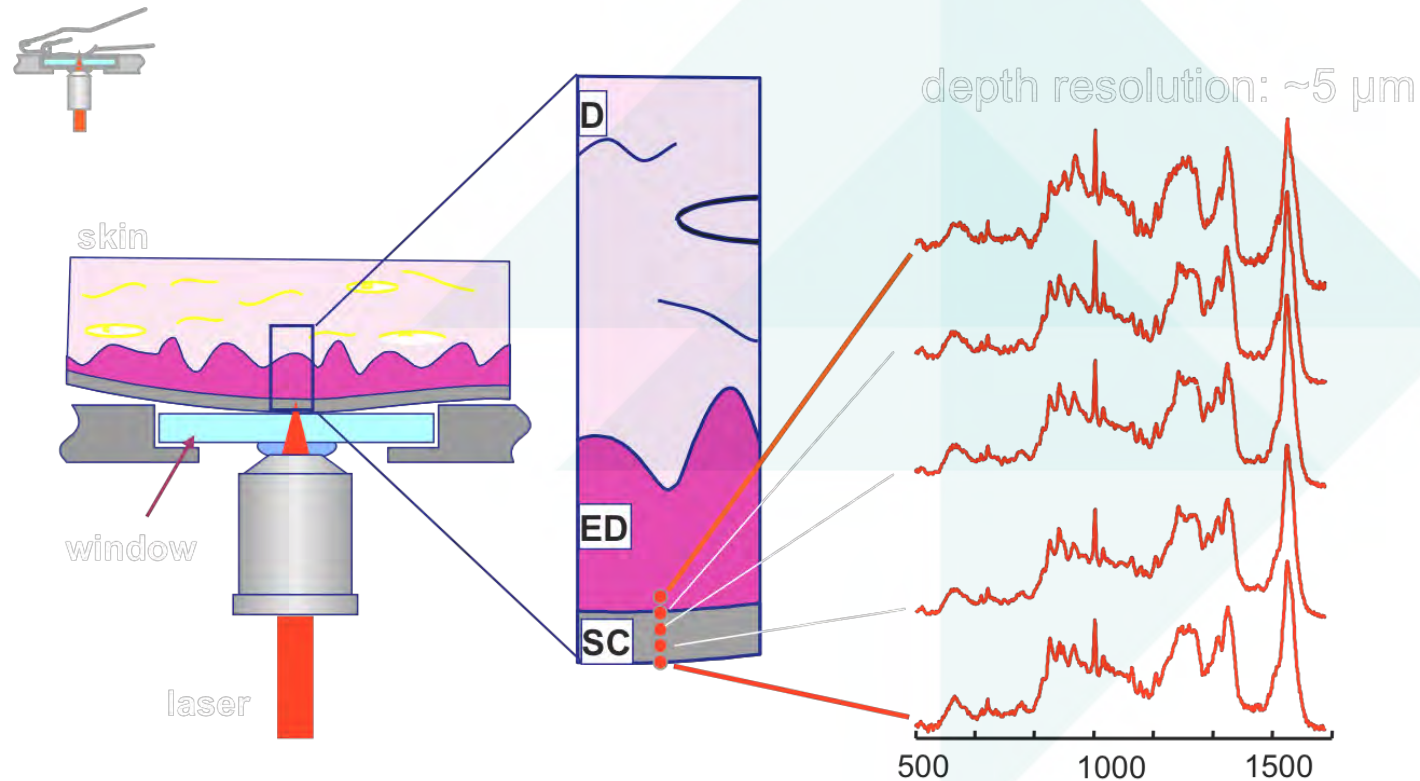 depth resolution: ~5 μm
D
skin
window
ED
SC
laser
500 1000 1500